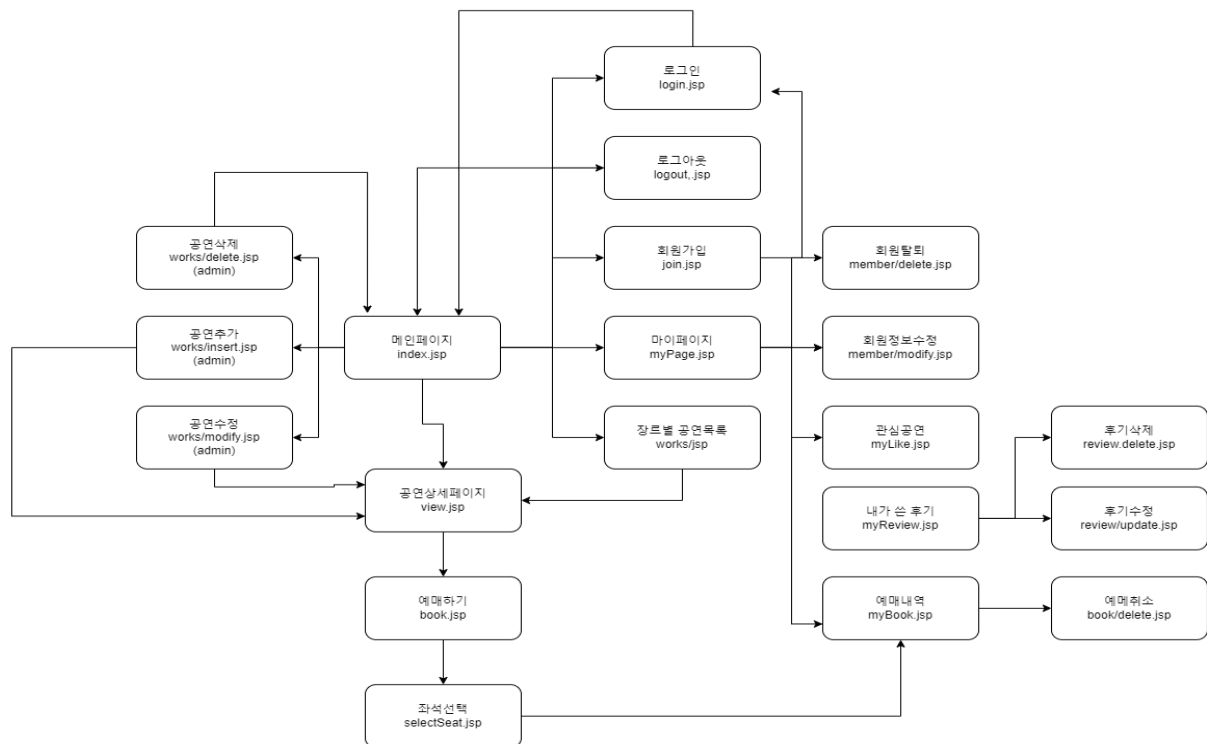 로그인
login.jsp
로그아웃
logout,.jsp
공연삭제
works/delete.jsp
(admin)
회원가입
join.jsp
회원탈퇴
member/delete.jsp
공연추가
works/insert.jsp
(admin)
메인페이지
index.jsp
마이페이지
myPage.jsp
회원정보수정
member/modify.jsp
공연수정
works/modify.jsp
(admin)
장르별 공연목록
works/jsp
관심공연
myLike.jsp
후기삭제
review.delete.jsp
공연상세페이지
view.jsp
내가 쓴 후기
myReview.jsp
후기수정
review/update.jsp
예매하기
book.jsp
예매내역
myBook.jsp
예메취소
book/delete.jsp
좌석선택
selectSeat.jsp